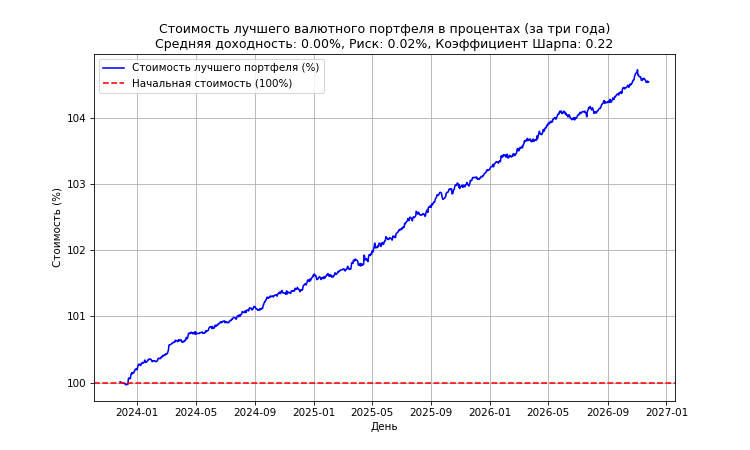 Стоимость лучшего валютного портфеля в процентах (за три года)
Средняя доходность: 0.00%, Риск: 0.02%, Коэффициент Шарпа: 0.22
Стоимость лучшего портфеля (%)
Начальная стоимость (100%)
Стоимость (%)
104
103
102
101
100
2024-01 2024-05 2024-09 2025-01 2025-05 2025-09 2026-01 2026-05 2026-09 2027-01
День